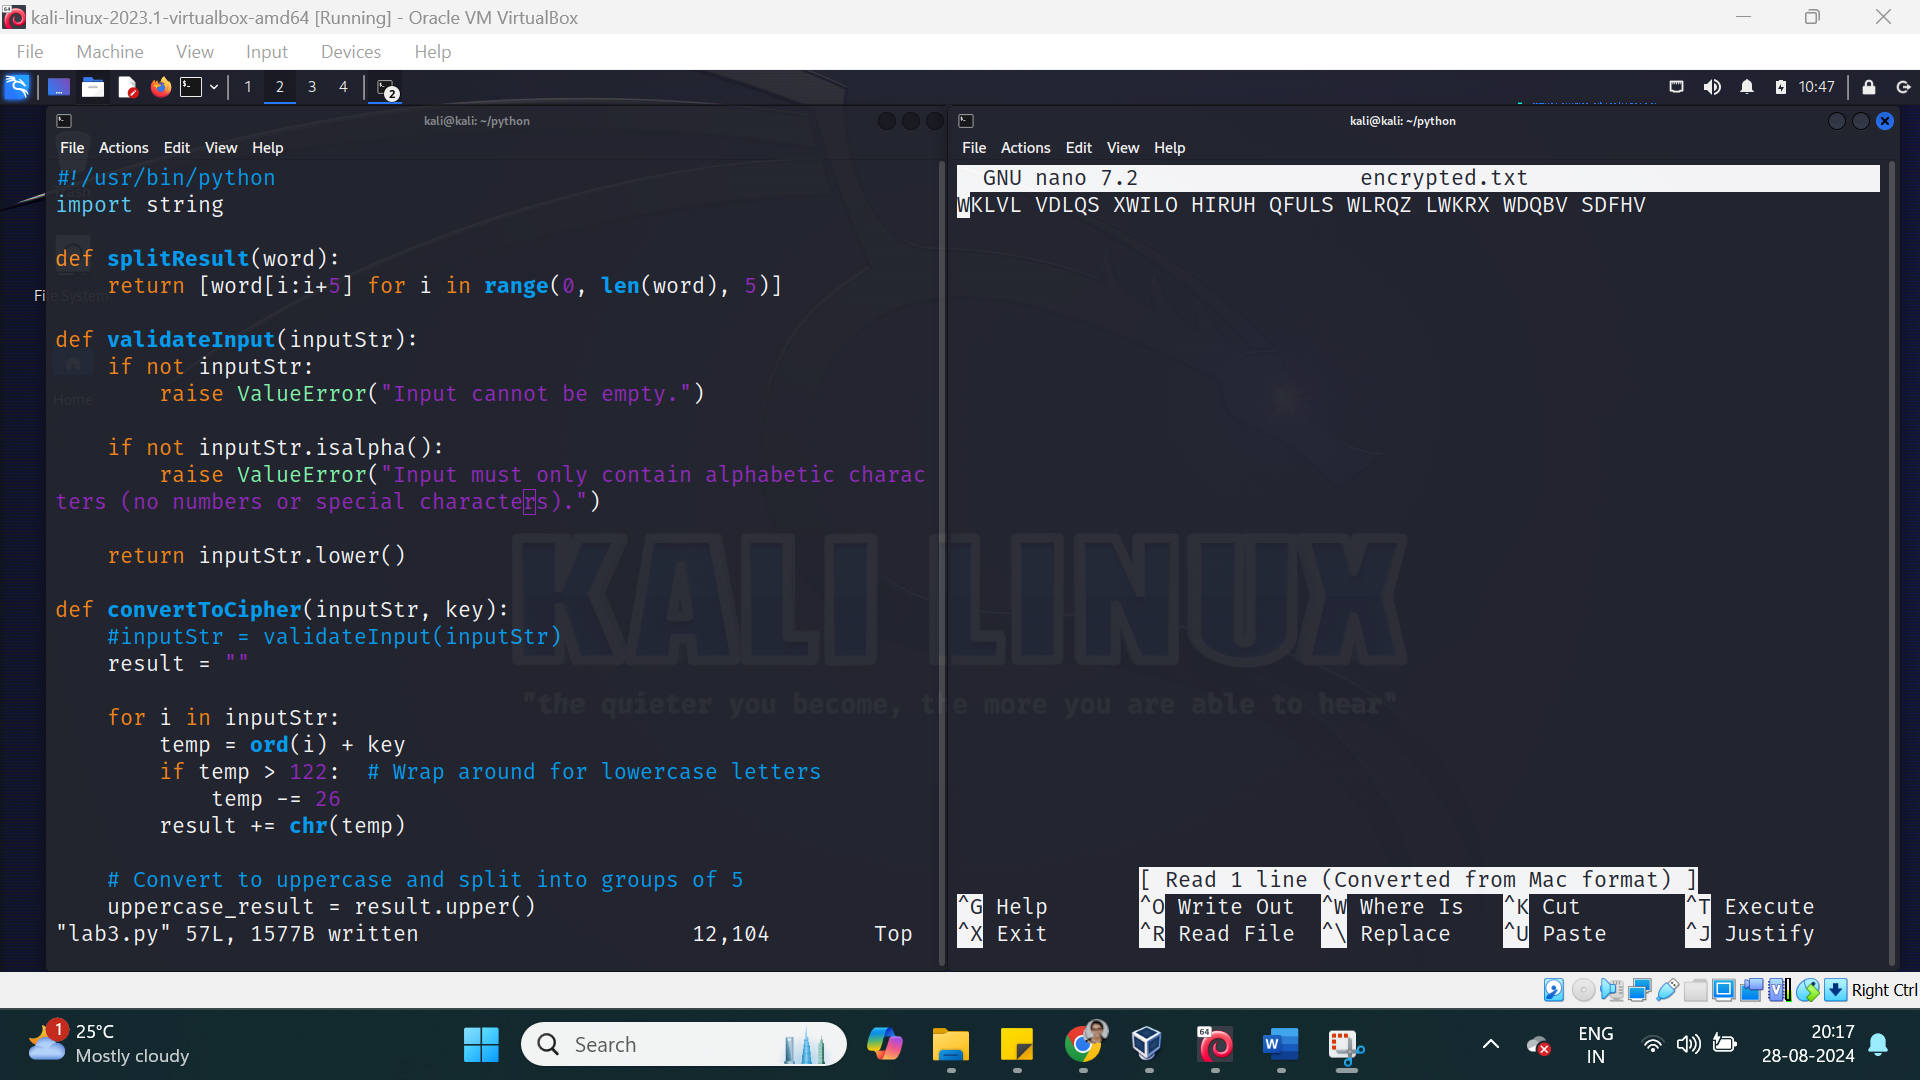 kali-linux-2023.1-virtualbox-amd64 [Running] - Oracle VM VirtualBox
File Machine View Input Devices Help
1 2 3 4 2 10:47
kali@kali: ~/python
File Actions Edit View Help
#!/usr/bin/python
import string
def splitResult(word):
    return [word[i:i+5] for i in range(0, len(word), 5)]
File System
def validateInput(inputStr):
    if not inputStr:
        raise ValueError("Input cannot be empty.")
Home
    if not inputStr.isalpha():
        raise ValueError("Input must only contain alphabetic charac
ters (no numbers or special characters).")
    return inputStr.lower()
def convertToCipher(inputStr, key):
    #inputStr = validateInput(inputStr)
    result = ""
    for i in inputStr:
        temp = ord(i) + key
        if temp > 122:  # Wrap around for lowercase letters
            temp -= 26
        result += chr(temp)
    # Convert to uppercase and split into groups of 5
    uppercase_result = result.upper()
"lab3.py" 57L, 1577B written 12,104 Top
kali@kali: ~/python
File Actions Edit View Help
GNU nano 7.2 encrypted.txt
WKLVL VDLQS XWILO HIRUH QFULS WLRQZ LWKRX WDQBV SDFHV
KALI LINUX
"the quieter you become, the more you are able to hear"
[ Read 1 line (Converted from Mac format) ]
^G Help ^O Write Out ^W Where Is ^K Cut ^T Execute
^X Exit ^R Read File ^\ Replace ^U Paste ^J Justify
Right Ctrl
1
25°C
Mostly cloudy
Search
64
ENG
IN
20:17
28-08-2024